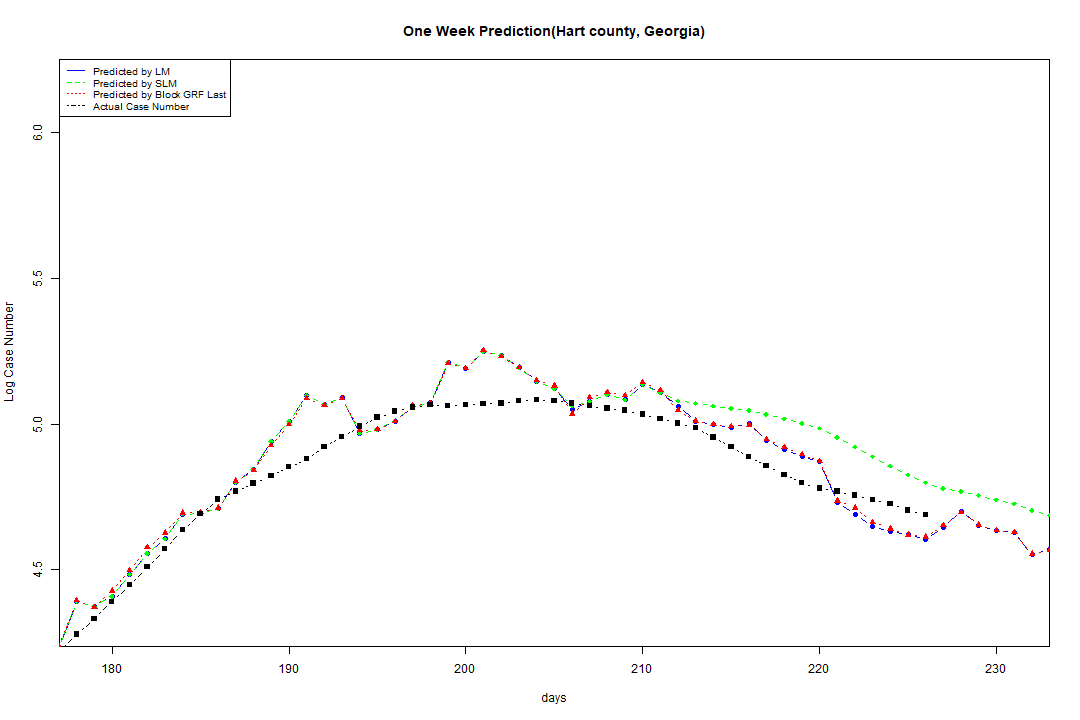 One Week Prediction(Hart county, Georgia)
Predicted by LM
Predicted by SLM
Predicted by Block GRF Last
Actual Case Number
6.0
5.5
5.0
4.5
Log Case Number
180 190 200 210 220 230
days